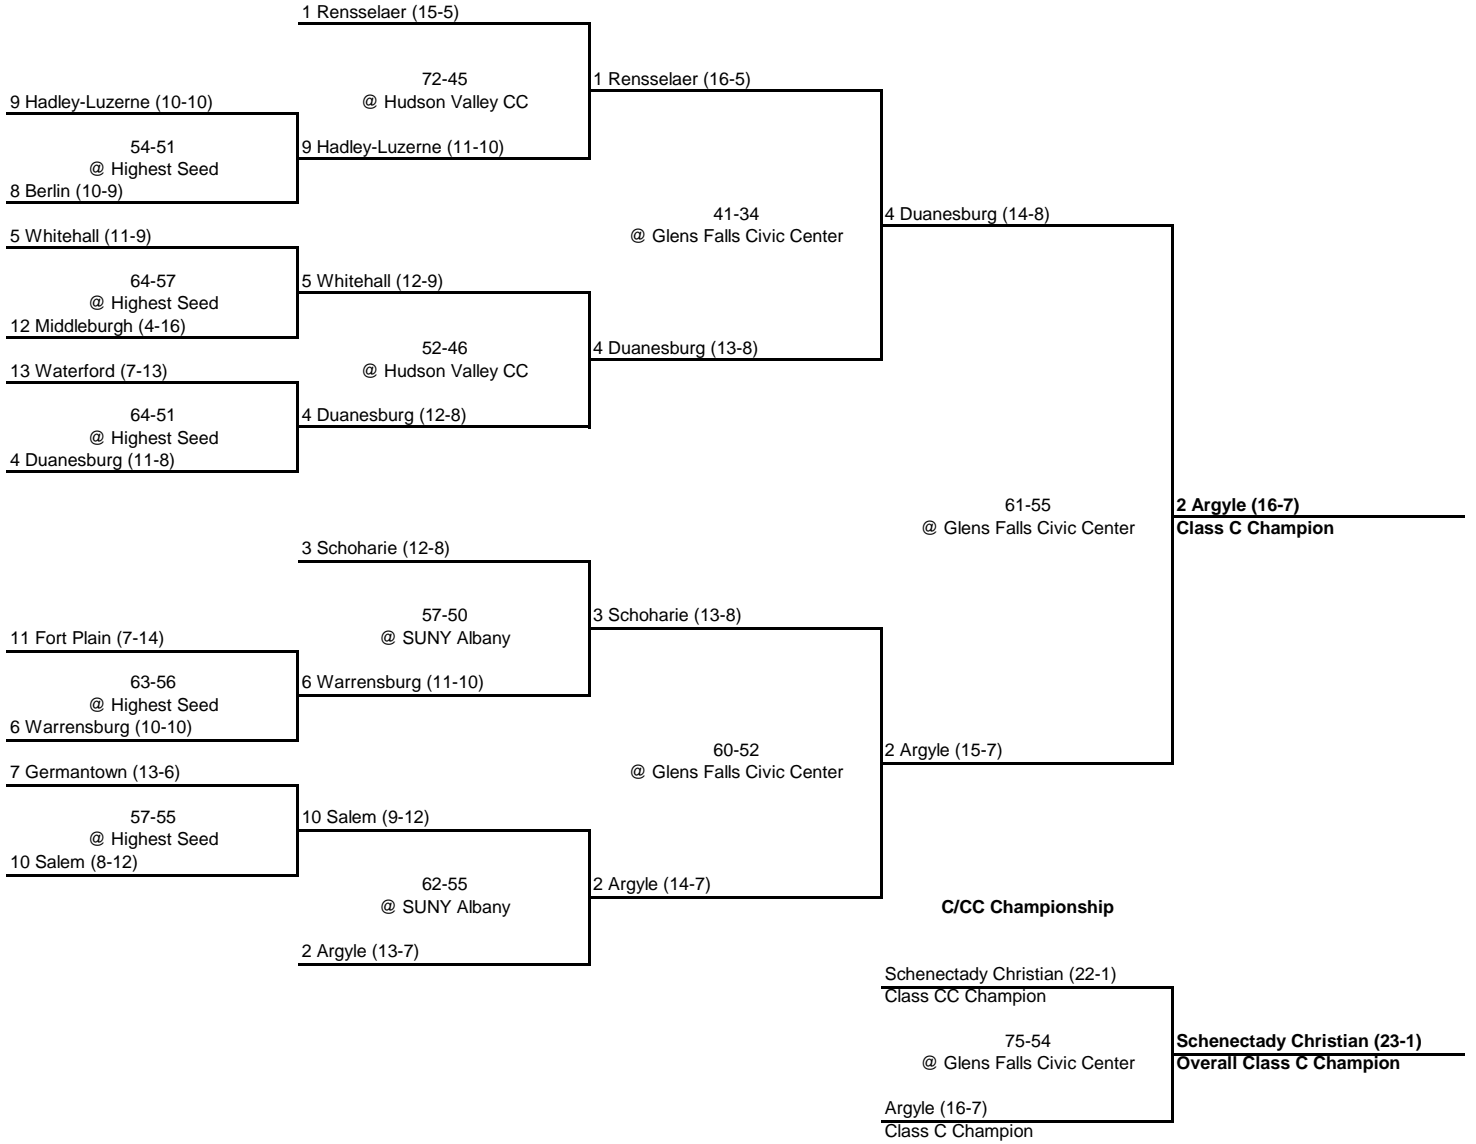 1 Rensselaer (15-5)
72-45
@ Hudson Valley CC
1 Rensselaer (16-5)
9 Hadley-Luzerne (10-10)
54-51
@ Highest Seed
9 Hadley-Luzerne (11-10)
8 Berlin (10-9)
41-34
@ Glens Falls Civic Center
4 Duanesburg (14-8)
5 Whitehall (11-9)
64-57
@ Highest Seed
5 Whitehall (12-9)
12 Middleburgh (4-16)
52-46
@ Hudson Valley CC
4 Duanesburg (13-8)
13 Waterford (7-13)
64-51
@ Highest Seed
4 Duanesburg (12-8)
4 Duanesburg (11-8)
61-55
@ Glens Falls Civic Center
2 Argyle (16-7)
Class C Champion
3 Schoharie (12-8)
57-50
@ SUNY Albany
3 Schoharie (13-8)
11 Fort Plain (7-14)
63-56
@ Highest Seed
6 Warrensburg (11-10)
6 Warrensburg (10-10)
60-52
@ Glens Falls Civic Center
2 Argyle (15-7)
7 Germantown (13-6)
57-55
@ Highest Seed
10 Salem (9-12)
10 Salem (8-12)
62-55
@ SUNY Albany
2 Argyle (14-7)
2 Argyle (13-7)
C/CC Championship
Schenectady Christian (22-1)
Class CC Champion
75-54
@ Glens Falls Civic Center
Schenectady Christian (23-1)
Overall Class C Champion
Argyle (16-7)
Class C Champion